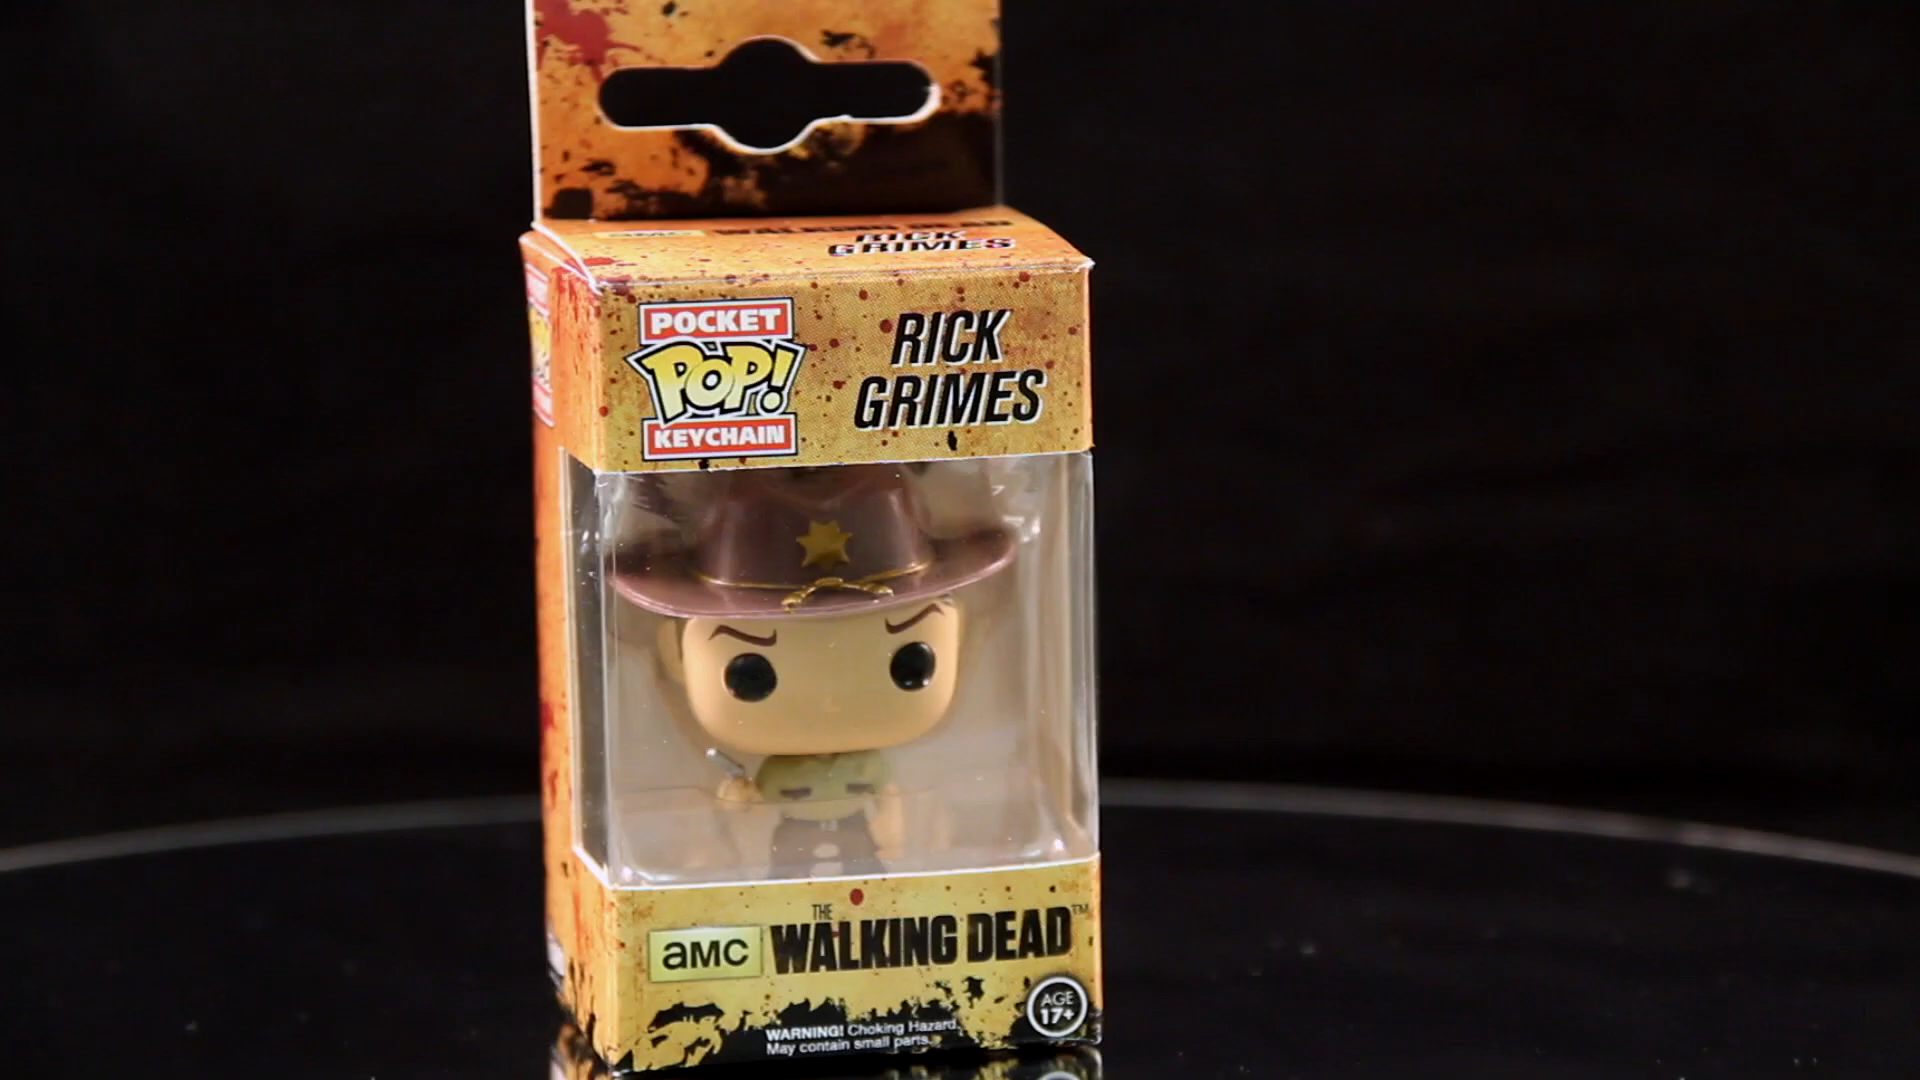 RICK
GRIMES
POCKET
POP!
KEYCHAIN
RICK
GRIMES
THE
aMC WALKING DEAD™
AGE
17+
WARNING! Choking Hazard.
May contain small parts.